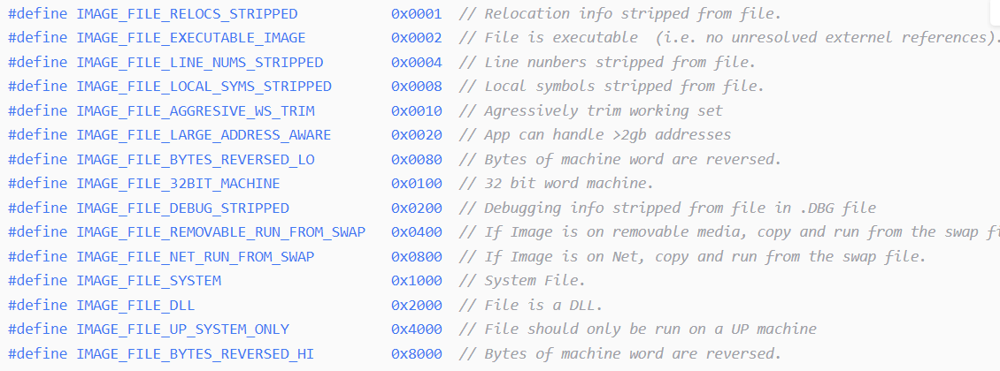 #define IMAGE_FILE_RELOCS_STRIPPED 0x0001 // Relocation info stripped from file.
#define IMAGE_FILE_EXECUTABLE_IMAGE 0x0002 // File is executable (i.e. no unresolved externel references).
#define IMAGE_FILE_LINE_NUMS_STRIPPED 0x0004 // Line nunbers stripped from file.
#define IMAGE_FILE_LOCAL_SYMS_STRIPPED 0x0008 // Local symbols stripped from file.
#define IMAGE_FILE_AGGRESIVE_WS_TRIM 0x0010 // Agressively trim working set
#define IMAGE_FILE_LARGE_ADDRESS_AWARE 0x0020 // App can handle >2gb addresses
#define IMAGE_FILE_BYTES_REVERSED_LO 0x0080 // Bytes of machine word are reversed.
#define IMAGE_FILE_32BIT_MACHINE 0x0100 // 32 bit word machine.
#define IMAGE_FILE_DEBUG_STRIPPED 0x0200 // Debugging info stripped from file in .DBG file
#define IMAGE_FILE_REMOVABLE_RUN_FROM_SWAP 0x0400 // If Image is on removable media, copy and run from the swap
#define IMAGE_FILE_NET_RUN_FROM_SWAP 0x0800 // If Image is on Net, copy and run from the swap file.
#define IMAGE_FILE_SYSTEM 0x1000 // System File.
#define IMAGE_FILE_DLL 0x2000 // File is a DLL.
#define IMAGE_FILE_UP_SYSTEM_ONLY 0x4000 // File should only be run on a UP machine
#define IMAGE_FILE_BYTES_REVERSED_HI 0x8000 // Bytes of machine word are reversed.